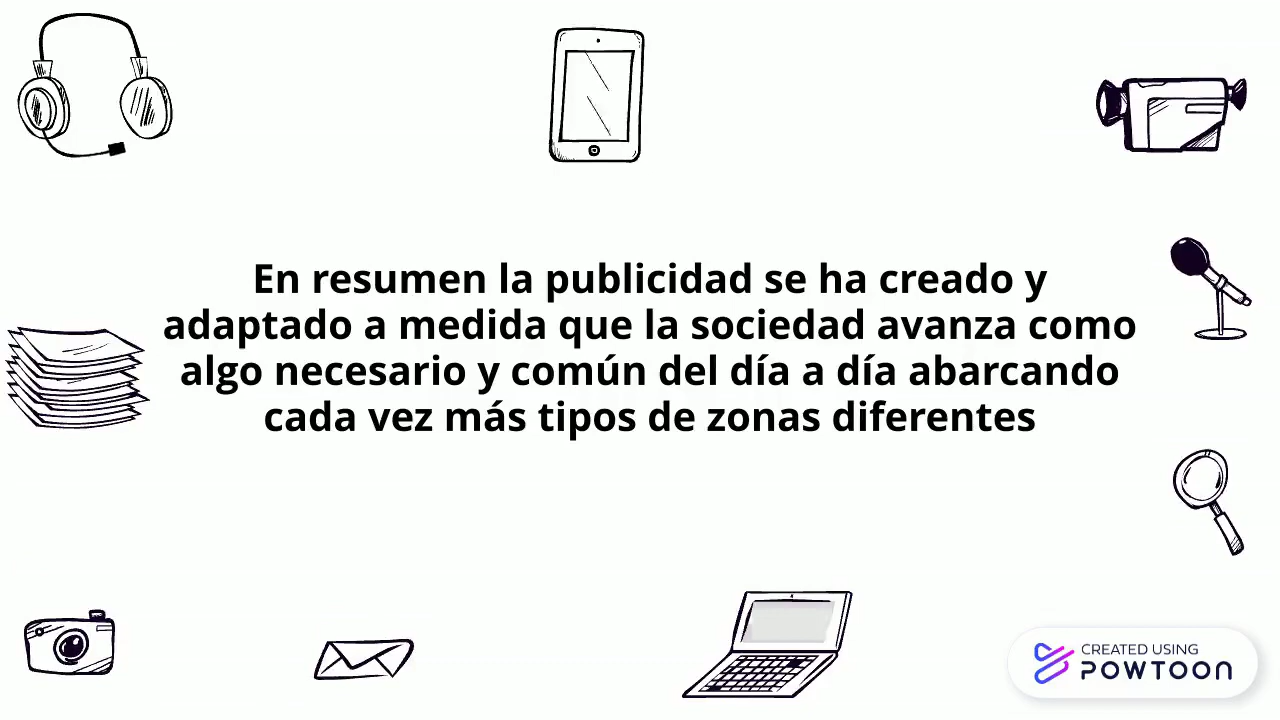 En resumen la publicidad se ha creado y
adaptado a medida que la sociedad avanza como
algo necesario y común del día a día abarcando
cada vez más tipos de zonas diferentes
CREATED USING
POWTOON